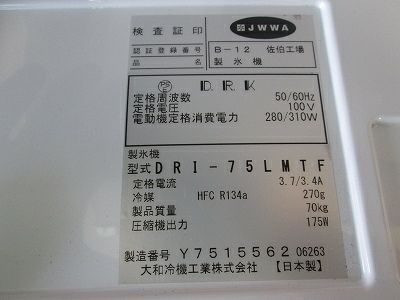 検査証印 JWWA
認証登録番号 B-12 佐伯工場
品名 製氷機
PSE D.R.K
定格周波数 50/60Hz
定格電圧 100V
電動機定格消費電力 280/310W
製氷機
型式 DRI-75LMTF
定格電流 3.7/3.4A
冷媒 HFC R134a 270g
製品質量 70kg
圧縮機出力 175W
製造番号 Y7515562 06263
大和冷機工業株式会社 【日本製】